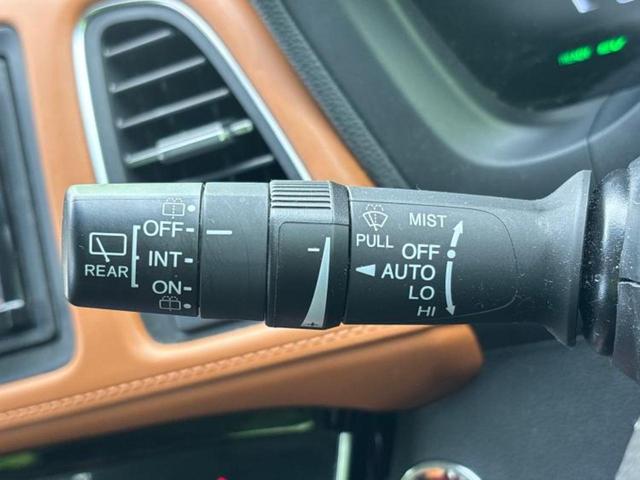 OFF
REAR INT
ON
MIST
PULL
OFF
AUTO
LO
HI